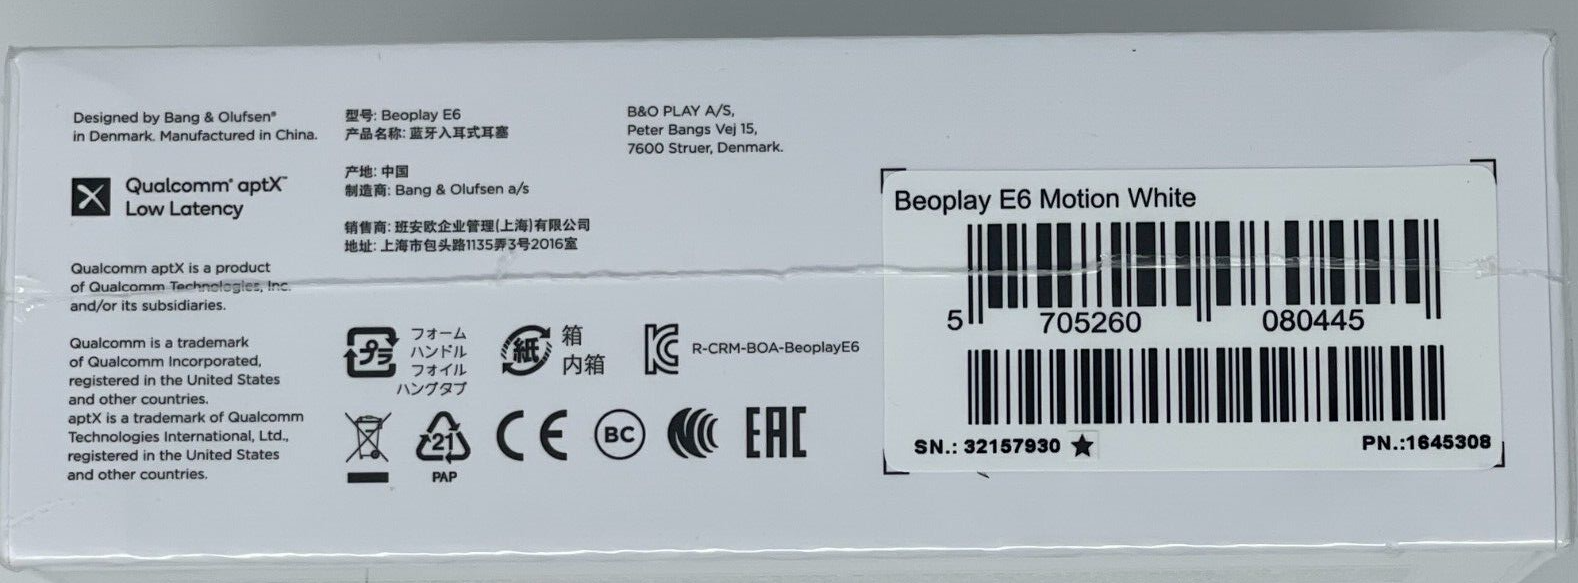 Designed by Bang & Olufsen®
in Denmark. Manufactured in China.
Qualcomm® aptX™
Low Latency
Qualcomm aptX is a product
of Qualcomm Technologies, Inc.
and/or its subsidiaries.
Qualcomm is a trademark
of Qualcomm Incorporated,
registered in the United States
and other countries.
aptX is a trademark of Qualcomm
Technologies International, Ltd.,
registered in the United States
and other countries.
型号: Beoplay E6
产品名称: 蓝牙入耳式耳塞
产地: 中国
制造商: Bang & Olufsen a/s
销售商: 班安欧企业管理(上海)有限公司
地址: 上海市包头路1135弄3号2016室
B&O PLAY A/S,
Peter Bangs Vej 15,
7600 Struer, Denmark.
プラ
フォーム
ハンドル
フォイル
ハングタブ
紙
箱
内箱
R-CRM-BOA-BeoplayE6
21
PAP
CE
BC
EAC
Beoplay E6 Motion White
5 705260 080445
SN.: 32157930 ★
PN.:1645308